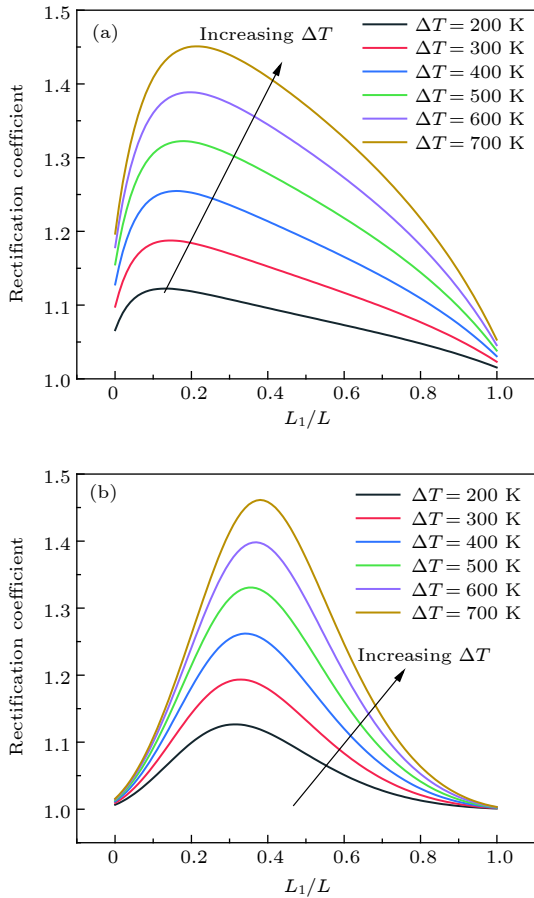 (a)
Increasing ΔT
ΔT = 200 K
ΔT = 300 K
ΔT = 400 K
ΔT = 500 K
ΔT = 600 K
ΔT = 700 K
Rectification coefficient
1.5
1.4
1.3
1.2
1.1
1.0
0 0.2 0.4 0.6 0.8 1.0
L₁/L
(b)
ΔT = 200 K
ΔT = 300 K
ΔT = 400 K
ΔT = 500 K
ΔT = 600 K
ΔT = 700 K
Increasing ΔT
Rectification coefficient
1.5
1.4
1.3
1.2
1.1
1.0
0 0.2 0.4 0.6 0.8 1.0
L₁/L